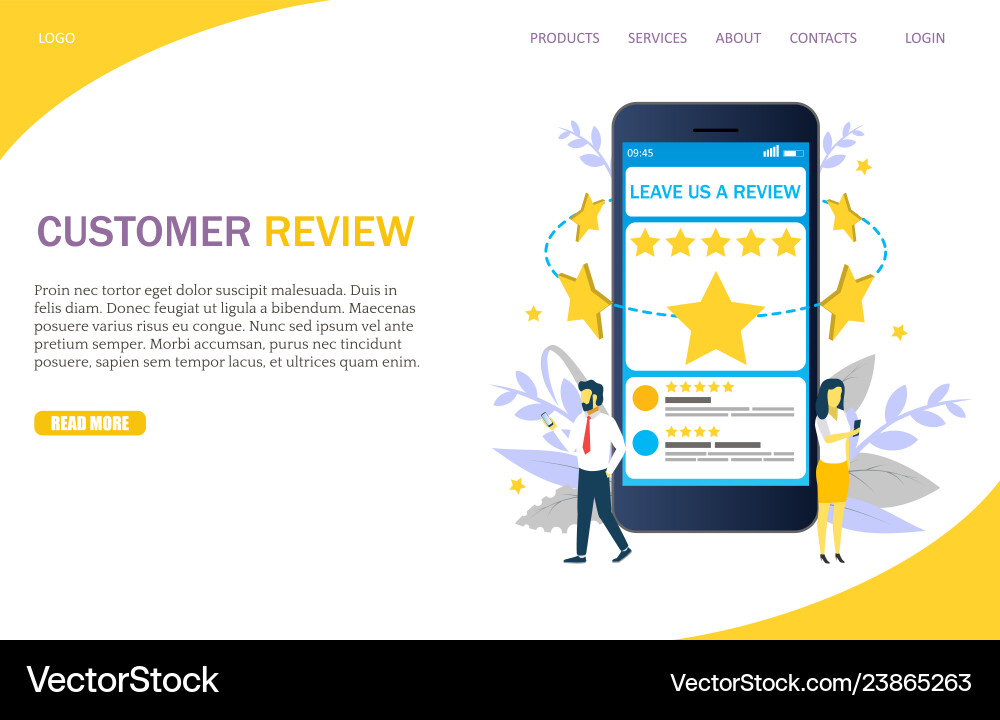 LOGO
PRODUCTS SERVICES ABOUT CONTACTS LOGIN
09:45
LEAVE US A REVIEW
CUSTOMER REVIEW
Proin nec tortor eget dolor suscipit malesuada. Duis in
felis diam. Donec feugiat ut ligula a bibendum. Maecenas
posuere varius risus eu congue. Nunc sed ipsum vel ante
pretium semper. Morbi accumsan, purus nec tincidunt
posuere, sapien sem tempor lacus, et ultrices quam enim.
READ MORE
VectorStock
VectorStock.com/23865263